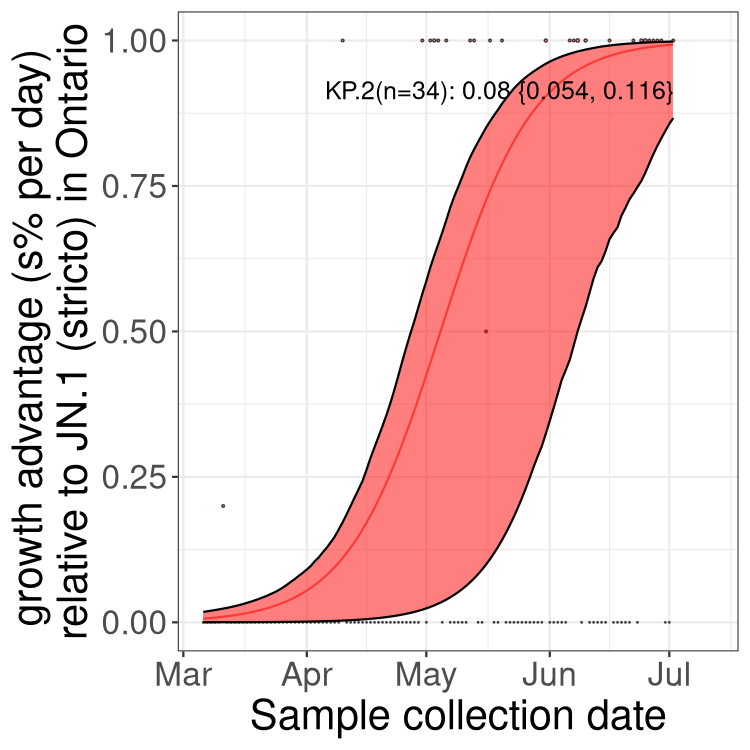 growth advantage (s% per day)
relative to JN.1 (stricto) in Ontario
1.00
0.75
0.50
0.25
0.00
KP.2(n=34): 0.08 {0.054, 0.116}
Mar Apr May Jun Jul
Sample collection date